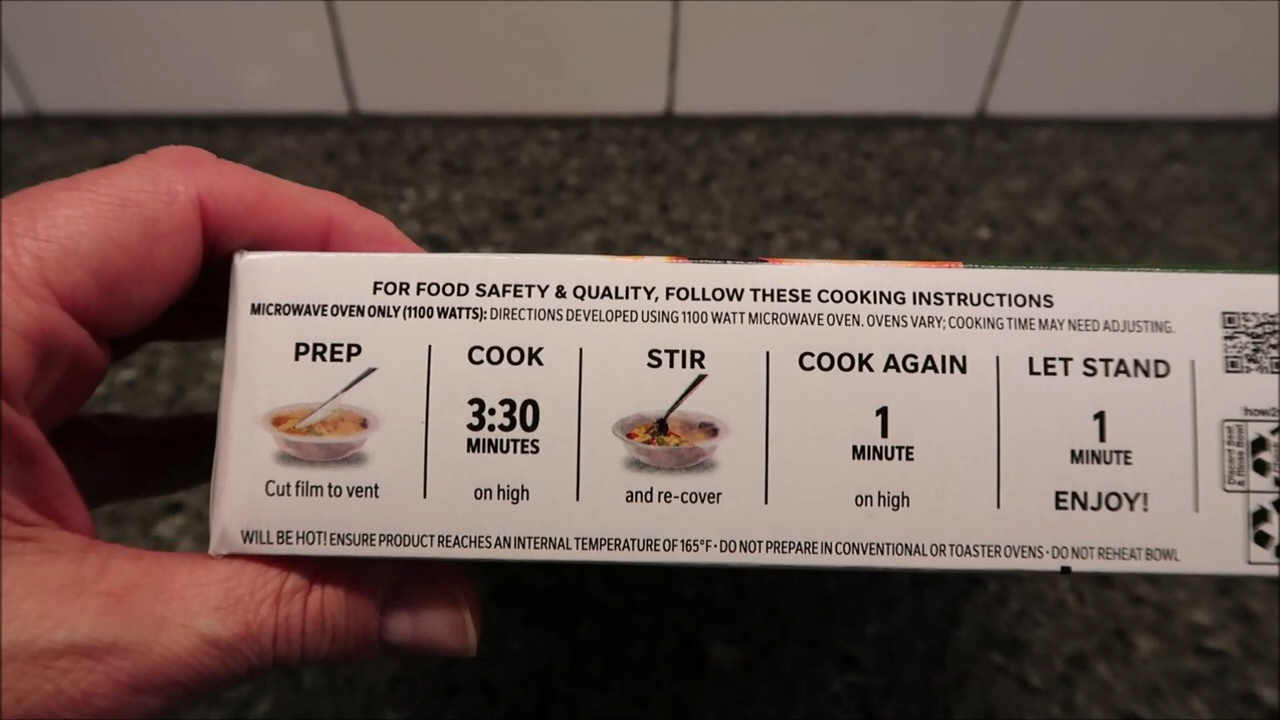 FOR FOOD SAFETY & QUALITY, FOLLOW THESE COOKING INSTRUCTIONS
MICROWAVE OVEN ONLY (1100 WATTS): DIRECTIONS DEVELOPED USING 1100 WATT MICROWAVE OVEN. OVENS VARY; COOKING TIME MAY NEED ADJUSTING.
PREP
Cut film to vent
COOK
3:30
MINUTES
on high
STIR
and re-cover
COOK AGAIN
1
MINUTE
on high
LET STAND
1
MINUTE
ENJOY!
WILL BE HOT! ENSURE PRODUCT REACHES AN INTERNAL TEMPERATURE OF 165°F • DO NOT PREPARE IN CONVENTIONAL OR TOASTER OVENS • DO NOT REHEAT BOWL
how2
& Rinse Bowl